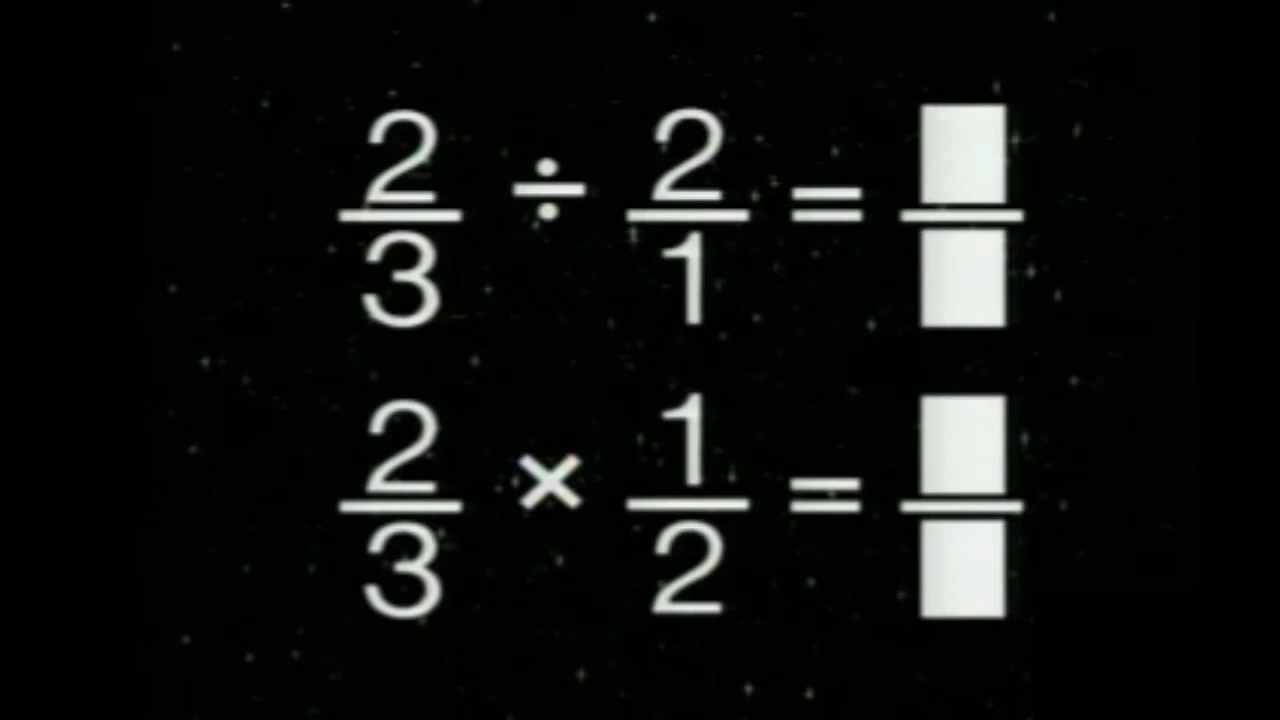 2/3 ÷ 2/1 = □/□
2/3 × 1/2 = □/□